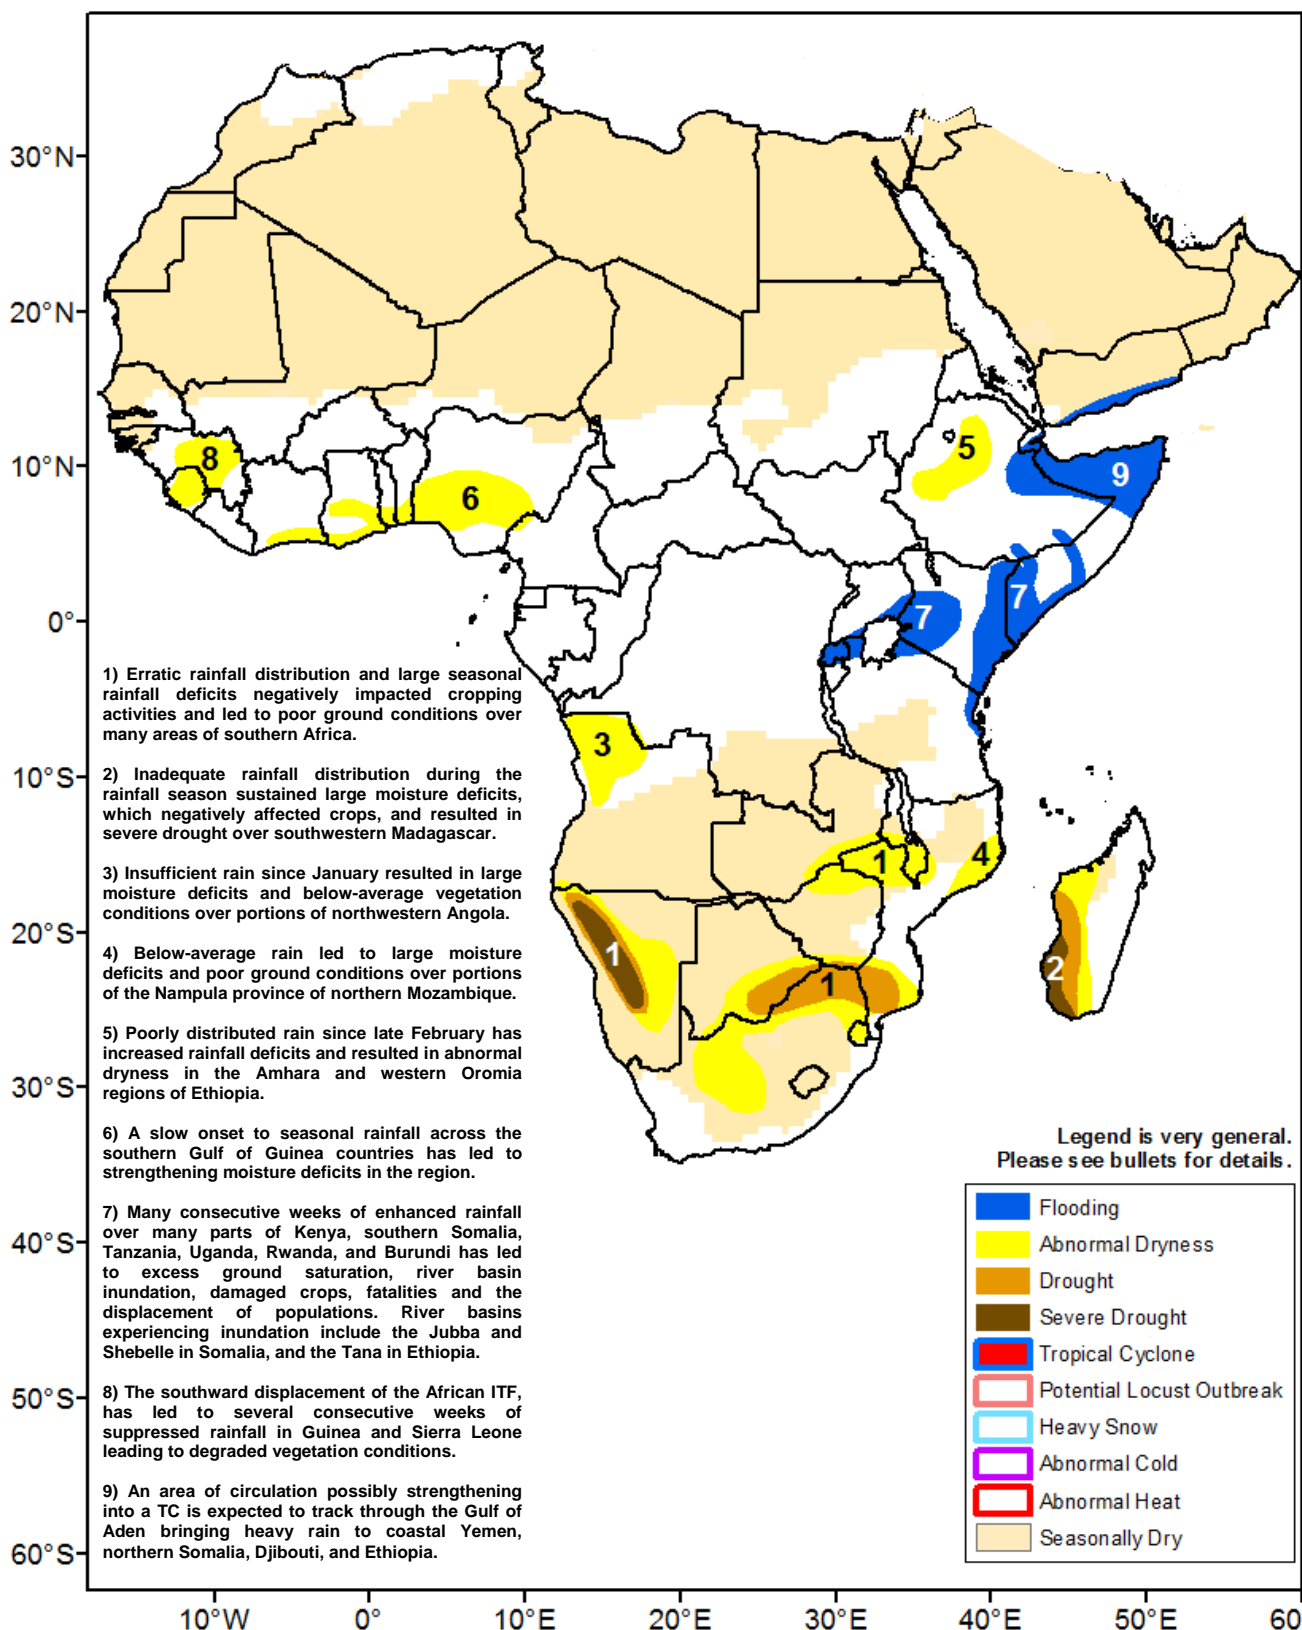 30°N
20°N
10°N
0°
10°S
20°S
30°S
40°S
50°S
60°S
10°W
0°
10°E
20°E
30°E
40°E
50°E
60
8
6
5
9
7
7
3
1
4
1
2
1
1) Erratic rainfall distribution and large seasonal
rainfall deficits negatively impacted cropping
activities and led to poor ground conditions over
many areas of southern Africa.
2) Inadequate rainfall distribution during the
rainfall season sustained large moisture deficits,
which negatively affected crops, and resulted in
severe drought over southwestern Madagascar.
3) Insufficient rain since January resulted in large
moisture deficits and below-average vegetation
conditions over portions of northwestern Angola.
4) Below-average rain led to large moisture
deficits and poor ground conditions over portions
of the Nampula province of northern Mozambique.
5) Poorly distributed rain since late February has
increased rainfall deficits and resulted in abnormal
dryness in the Amhara and western Oromia
regions of Ethiopia.
6) A slow onset to seasonal rainfall across the
southern Gulf of Guinea countries has led to
strengthening moisture deficits in the region.
7) Many consecutive weeks of enhanced rainfall
over many parts of Kenya, southern Somalia,
Tanzania, Uganda, Rwanda, and Burundi has led
to excess ground saturation, river basin
inundation, damaged crops, fatalities and the
displacement of populations. River basins
experiencing inundation include the Jubba and
Shebelle in Somalia, and the Tana in Ethiopia.
8) The southward displacement of the African ITF,
has led to several consecutive weeks of
suppressed rainfall in Guinea and Sierra Leone
leading to degraded vegetation conditions.
9) An area of circulation possibly strengthening
into a TC is expected to track through the Gulf of
Aden bringing heavy rain to coastal Yemen,
northern Somalia, Djibouti, and Ethiopia.
Legend is very general.
Please see bullets for details.
Flooding
Abnormal Dryness
Drought
Severe Drought
Tropical Cyclone
Potential Locust Outbreak
Heavy Snow
Abnormal Cold
Abnormal Heat
Seasonally Dry